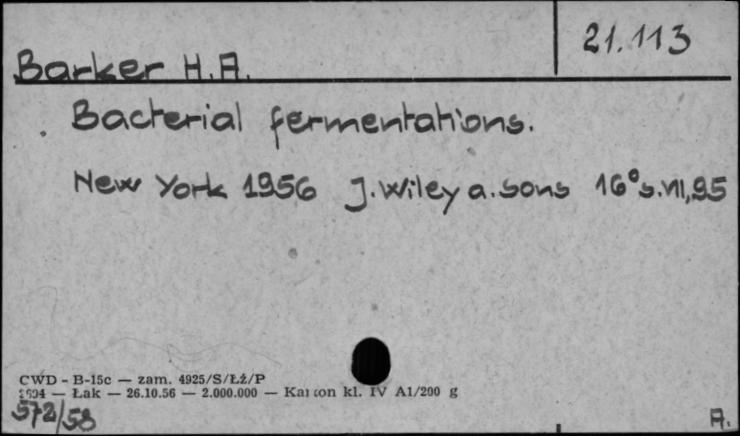 21.113
Barker H.A.
Bacterial fermentations.
New York 1956 J. Wiley a. sons 16° s. VII, 95
CWD - B-15c — zam. 4925/S/Łż/P
— Łak — 26.10.56 — 2.000.000 — Karton kl. IV A1/200 g
572/58
A.